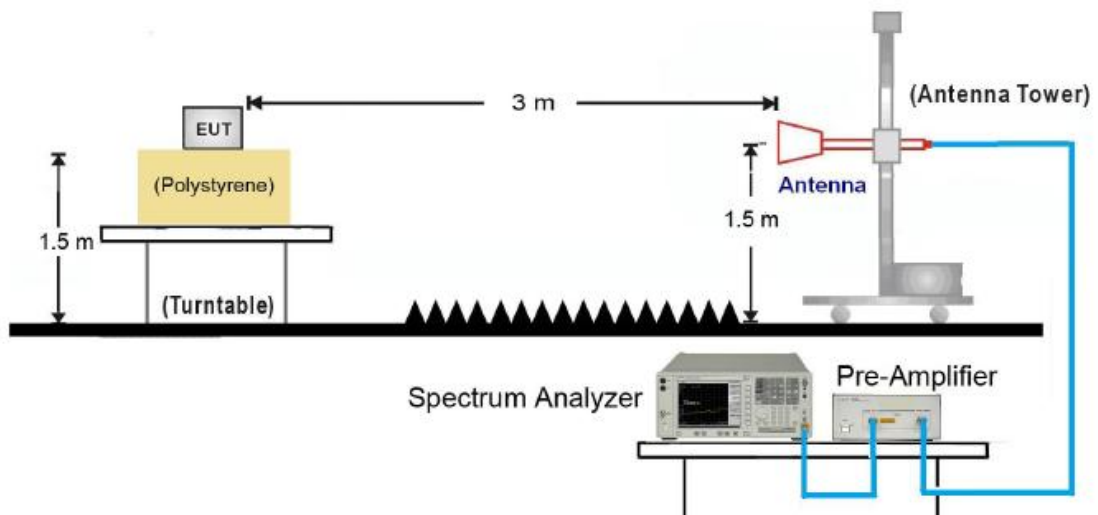 3 m
(Antenna Tower)
EUT
(Polystyrene)
Antenna
1.5 m
1.5 m
(Turntable)
Spectrum Analyzer
Pre-Amplifier